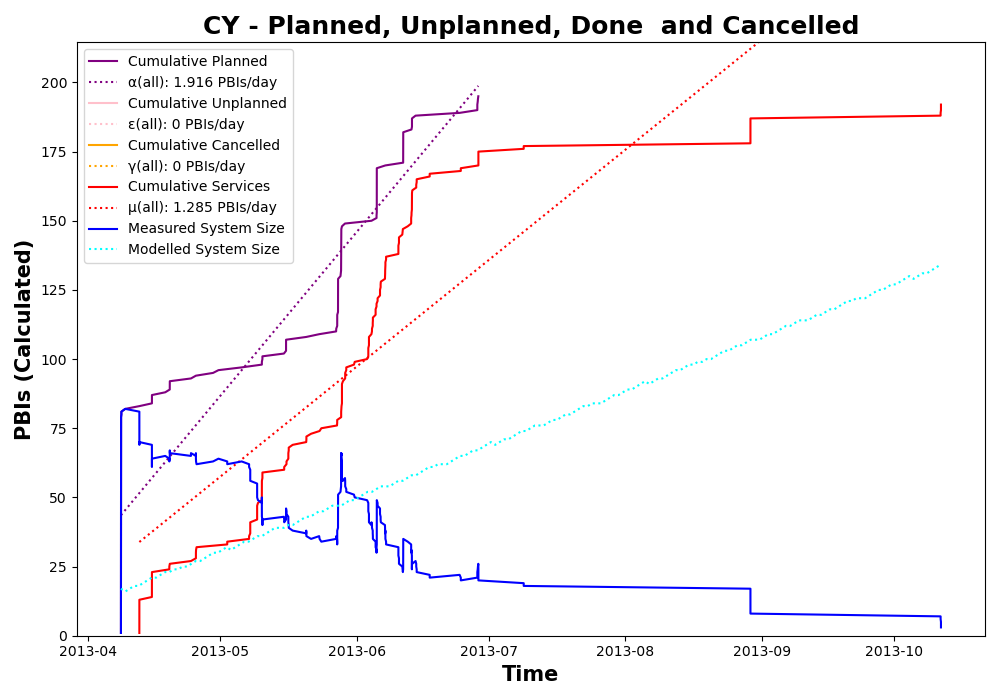 CY - Planned, Unplanned, Done  and Cancelled
Cumulative Planned
α(all): 1.916 PBIs/day
Cumulative Unplanned
ε(all): 0 PBIs/day
Cumulative Cancelled
γ(all): 0 PBIs/day
Cumulative Services
μ(all): 1.285 PBIs/day
Measured System Size
Modelled System Size
PBIs (Calculated)
200
175
150
125
100
75
50
25
0
2013-04 2013-05 2013-06 2013-07 2013-08 2013-09 2013-10
Time